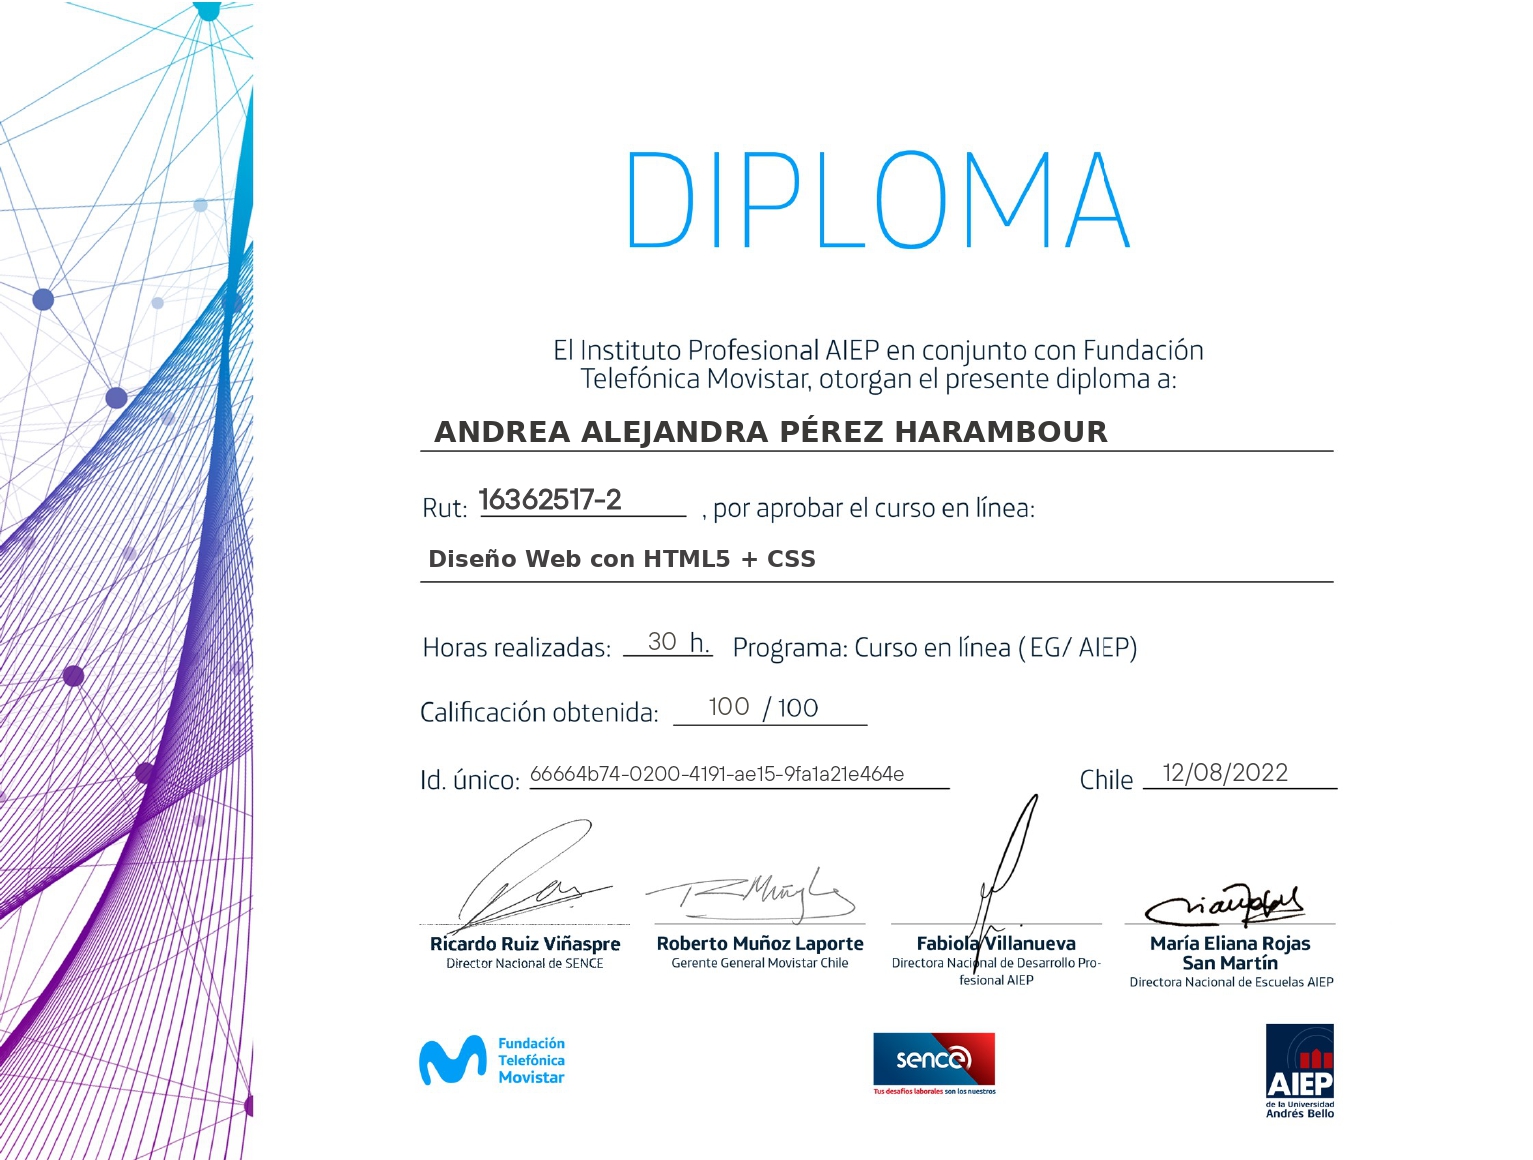 DIPLOMA
El Instituto Profesional AIEP en conjunto con Fundación
Telefónica Movistar, otorgan el presente diploma a:
ANDREA ALEJANDRA PÉREZ HARAMBOUR
Rut: 16362517-2 , por aprobar el curso en línea:
Diseño Web con HTML5 + CSS
Horas realizadas: 30 h. Programa: Curso en línea (EG/ AIEP)
Calificación obtenida: 100 / 100
Id. único: 66664b74-0200-4191-ae15-9fa1a21e464e Chile 12/08/2022
Ricardo Ruiz Viñaspre
Director Nacional de SENCE
Roberto Muñoz Laporte
Gerente General Movistar Chile
Fabiola Villanueva
Directora Nacional de Desarrollo Pro-
fesional AIEP
María Eliana Rojas
San Martín
Directora Nacional de Escuelas AIEP
Fundación
Telefónica
Movistar
sence
Tus desafíos laborales son los nuestros
AIEP
de la Universidad
Andrés Bello